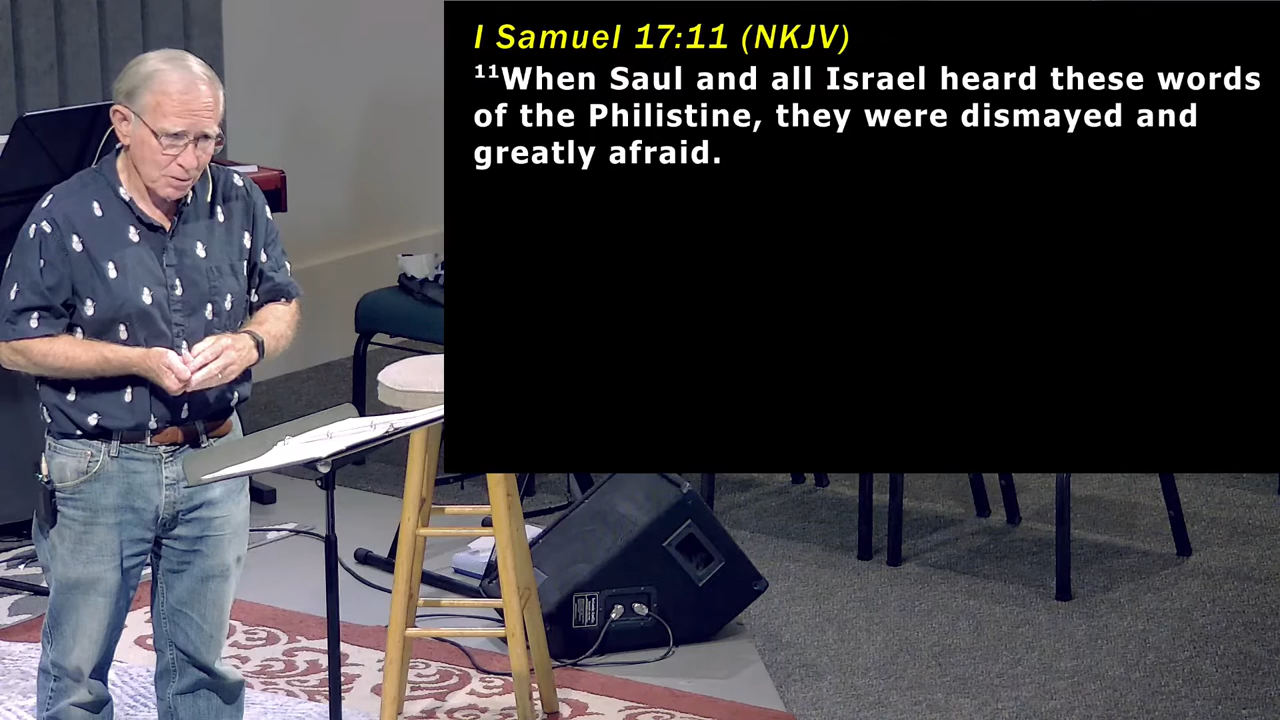 I Samuel 17:11 (NKJV)
¹¹When Saul and all Israel heard these words
of the Philistine, they were dismayed and
greatly afraid.